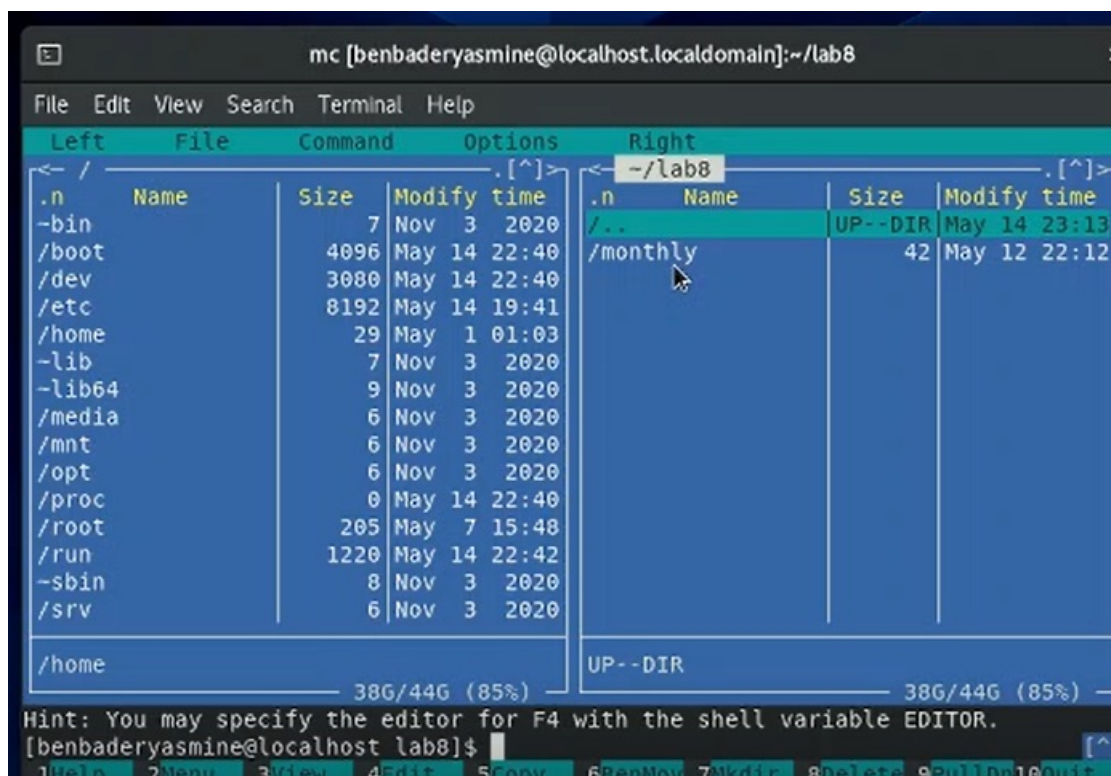 mc [benbaderyasmine@localhost.localdomain]:~/lab8
File Edit View Search Terminal Help
Left File Command Options Right
<- / .[^]> <- ~/lab8 .[^]>
.n Name Size Modify time .n Name Size Modify time
~bin 7 Nov 3 2020 /.. UP--DIR May 14 23:13
/boot 4096 May 14 22:40 /monthly 42 May 12 22:12
/dev 3080 May 14 22:40
/etc 8192 May 14 19:41
/home 29 May 1 01:03
~lib 7 Nov 3 2020
~lib64 9 Nov 3 2020
/media 6 Nov 3 2020
/mnt 6 Nov 3 2020
/opt 6 Nov 3 2020
/proc 0 May 14 22:40
/root 205 May 7 15:48
/run 1220 May 14 22:42
~sbin 8 Nov 3 2020
/srv 6 Nov 3 2020
/home UP--DIR
38G/44G (85%) 38G/44G (85%)
Hint: You may specify the editor for F4 with the shell variable EDITOR.
[benbaderyasmine@localhost lab8]$ [^
1Help 2Menu 3View 4Edit 5Copy 6RenMov 7Mkdir 8Delete 9PullDn 10Quit